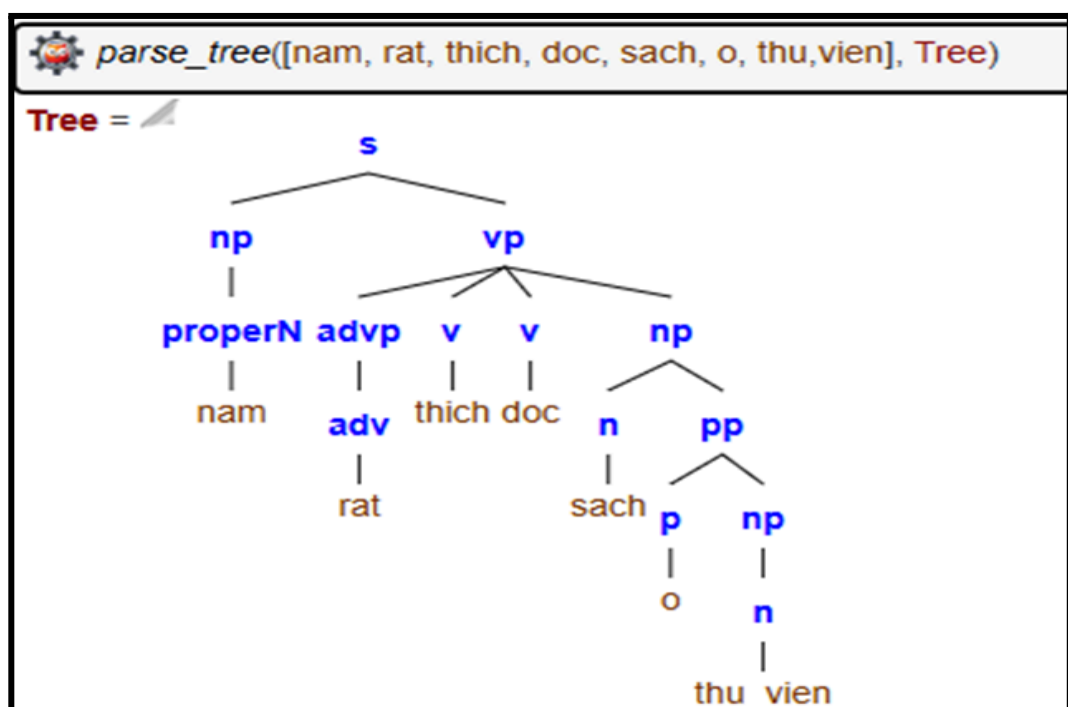 parse_tree([nam, rat, thich, doc, sach, o, thu,vien], Tree)
Tree =
s
np vp
properN advp v v np
nam adv thich doc n pp
rat sach p np
o n
thu vien